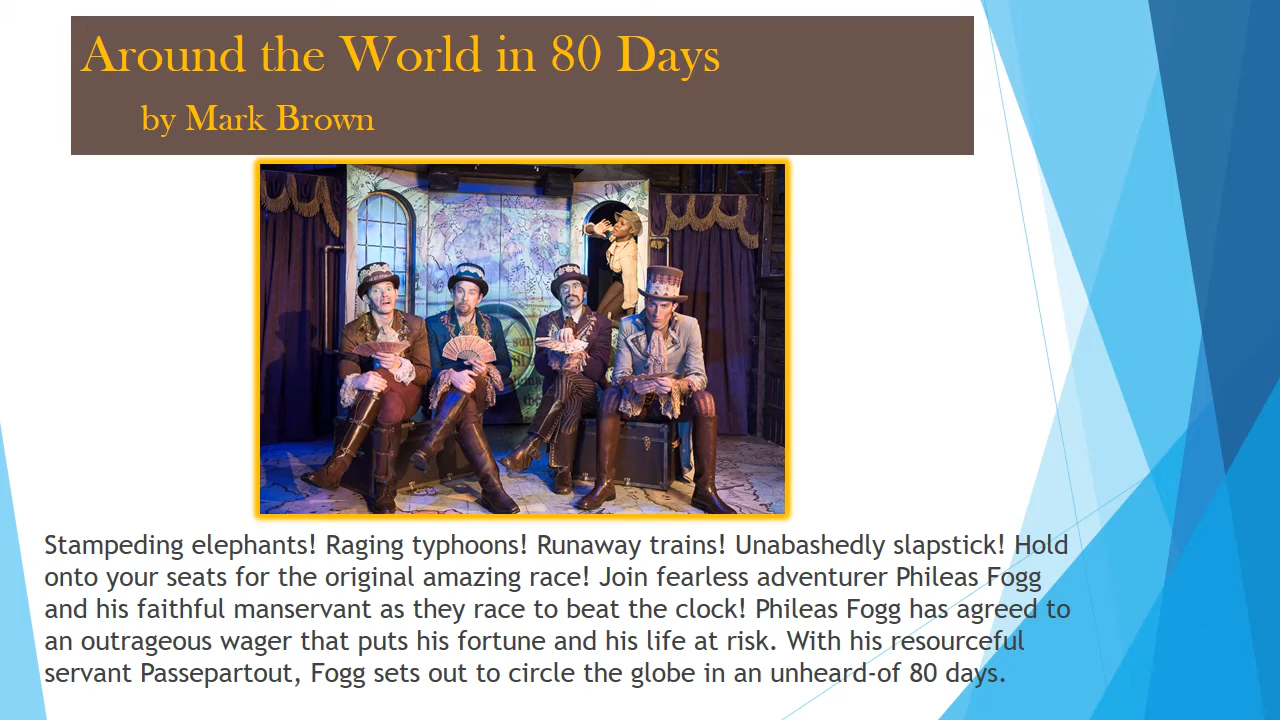 Around the World in 80 Days
by Mark Brown
Stampeding elephants! Raging typhoons! Runaway trains! Unabashedly slapstick! Hold
onto your seats for the original amazing race! Join fearless adventurer Phileas Fogg
and his faithful manservant as they race to beat the clock! Phileas Fogg has agreed to
an outrageous wager that puts his fortune and his life at risk. With his resourceful
servant Passepartout, Fogg sets out to circle the globe in an unheard-of 80 days.